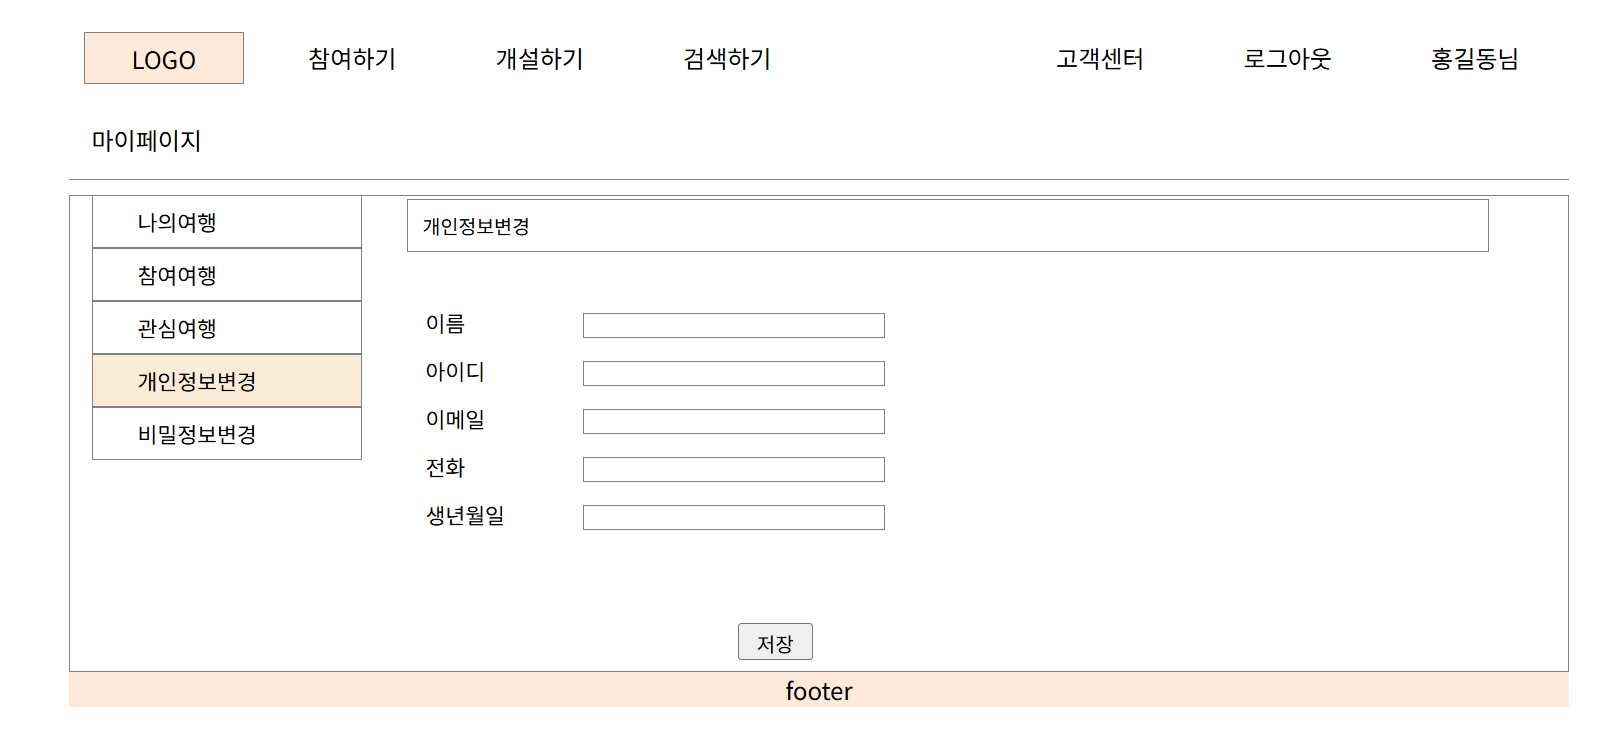 LOGO 참여하기 개설하기 검색하기 고객센터 로그아웃 홍길동님
마이페이지
나의여행
참여여행
관심여행
개인정보변경
비밀정보변경
개인정보변경
이름
아이디
이메일
전화
생년월일
저장
footer